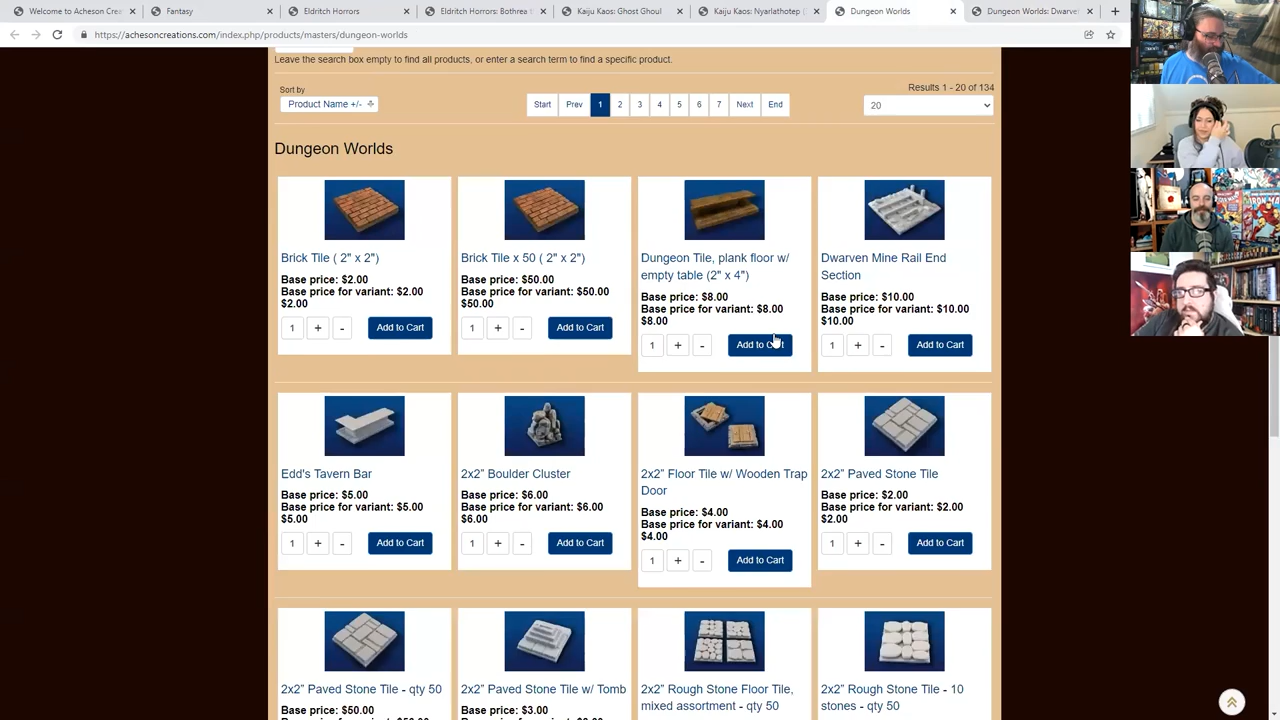 Welcome to Acheson Crea
Fantasy
Eldritch Horrors
Eldritch Horrors: Bothrea t
Kaiju Kaos: Ghost Ghoul
Kaiju Kaos: Nyarlathotep (
Dungeon Worlds
Dungeon Worlds: Dwarve
https://achesoncreations.com/index.php/products/masters/dungeon-worlds
Leave the search box empty to find all products, or enter a search term to find a specific product.
Sort by
Product Name +/-
Start Prev 1 2 3 4 5 6 7 Next End
Results 1 - 20 of 134
20
Dungeon Worlds
Brick Tile ( 2" x 2")
Base price: $2.00
Base price for variant: $2.00
$2.00
1 + - Add to Cart
Brick Tile x 50 ( 2" x 2")
Base price: $50.00
Base price for variant: $50.00
$50.00
1 + - Add to Cart
Dungeon Tile, plank floor w/
empty table (2" x 4")
Base price: $8.00
Base price for variant: $8.00
$8.00
1 + - Add to Cart
Dwarven Mine Rail End
Section
Base price: $10.00
Base price for variant: $10.00
$10.00
1 + - Add to Cart
Edd's Tavern Bar
Base price: $5.00
Base price for variant: $5.00
$5.00
1 + - Add to Cart
2x2” Boulder Cluster
Base price: $6.00
Base price for variant: $6.00
$6.00
1 + - Add to Cart
2x2” Floor Tile w/ Wooden Trap
Door
Base price: $4.00
Base price for variant: $4.00
$4.00
1 + - Add to Cart
2x2” Paved Stone Tile
Base price: $2.00
Base price for variant: $2.00
$2.00
1 + - Add to Cart
2x2” Paved Stone Tile - qty 50
Base price: $50.00
2x2” Paved Stone Tile w/ Tomb
Base price: $3.00
2x2” Rough Stone Floor Tile,
mixed assortment - qty 50
2x2” Rough Stone Tile - 10
stones - qty 50
IRON MAN